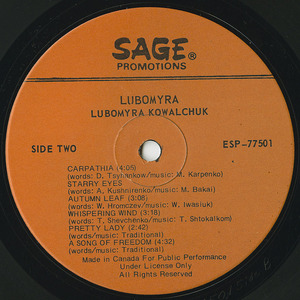 SAGE®
PROMOTIONS
LUBOMYRA
LUBOMYRA KOWALCHUK
SIDE TWO
ESP-77501
CARPATHIA (4:05)
(words: D. Tsyhankow/music: M. Karpenko)
STARRY EYES
(words: A. Kushnirenko/music: M. Bakai)
AUTUMN LEAF (3:08)
(words: W. Hromczev/music: W. Iwasiuk)
WHISPERING WIND (3:18)
(words: T. Shevchenko/music: T. Shtokalkom)
PRETTY LADY (2:42)
(words/music: Traditional)
A SONG OF FREEDOM (4:32)
(words/music: Traditional)
Made in Canada For Public Performance
Under License Only
All Rights Reserved